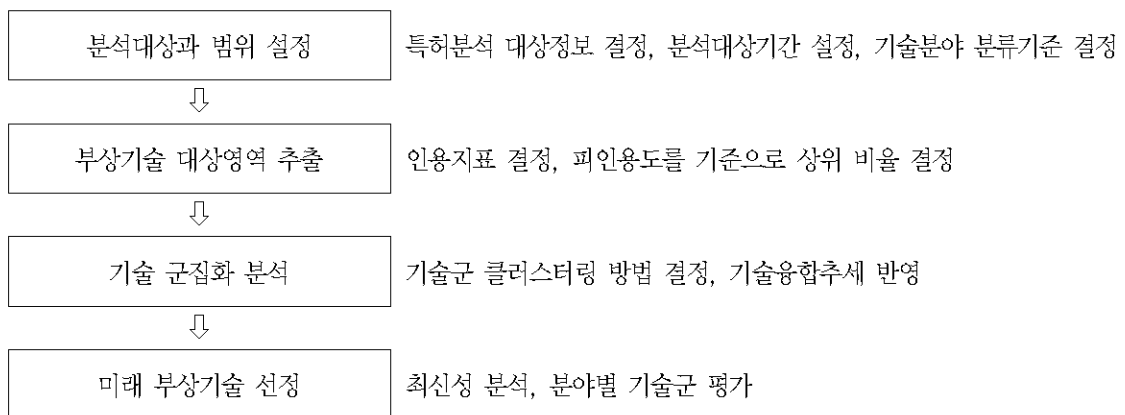 분석대상과 범위 설정 특허분석 대상정보 결정, 분석대상기간 설정, 기술분야 분류기준 결정
부상기술 대상영역 추출 인용지표 결정, 피인용도를 기준으로 상위 비율 결정
기술 군집화 분석 기술군 클러스터링 방법 결정, 기술융합추세 반영
미래 부상기술 선정 최신성 분석, 분야별 기술군 평가